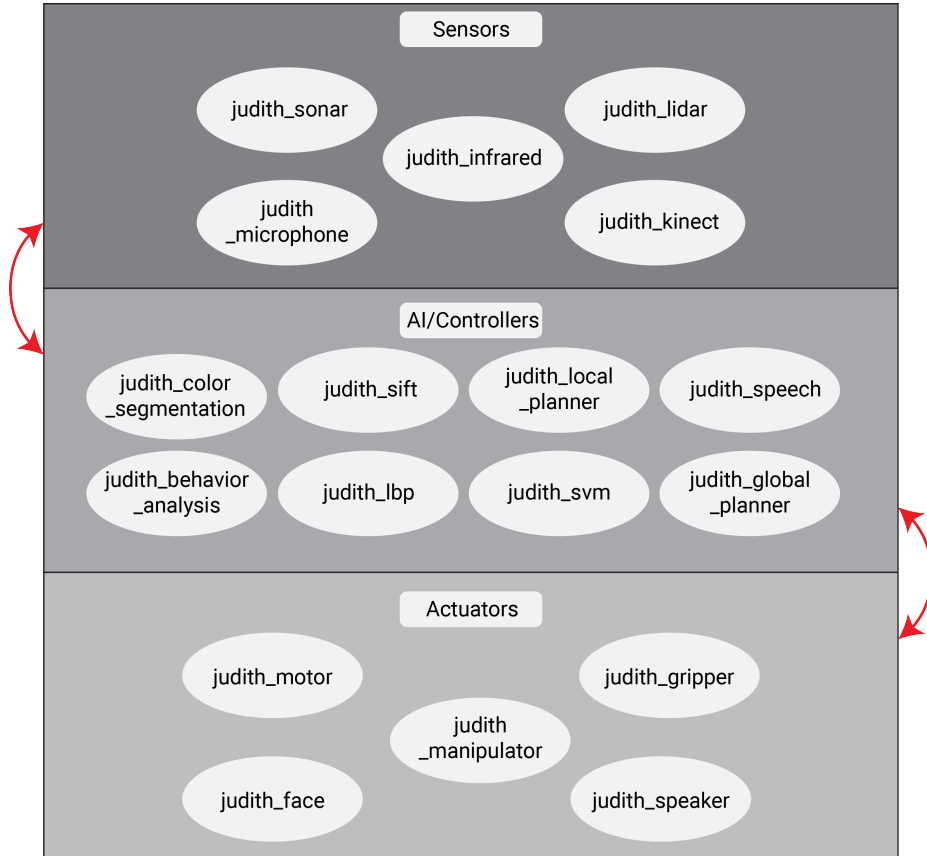 Sensors
judith_sonar
judith_lidar
judith_infrared
judith
_microphone
judith_kinect
AI/Controllers
judith_color
_segmentation
judith_sift
judith_local
_planner
judith_speech
judith_behavior
_analysis
judith_lbp
judith_svm
judith_global
_planner
Actuators
judith_motor
judith_gripper
judith
_manipulator
judith_face
judith_speaker